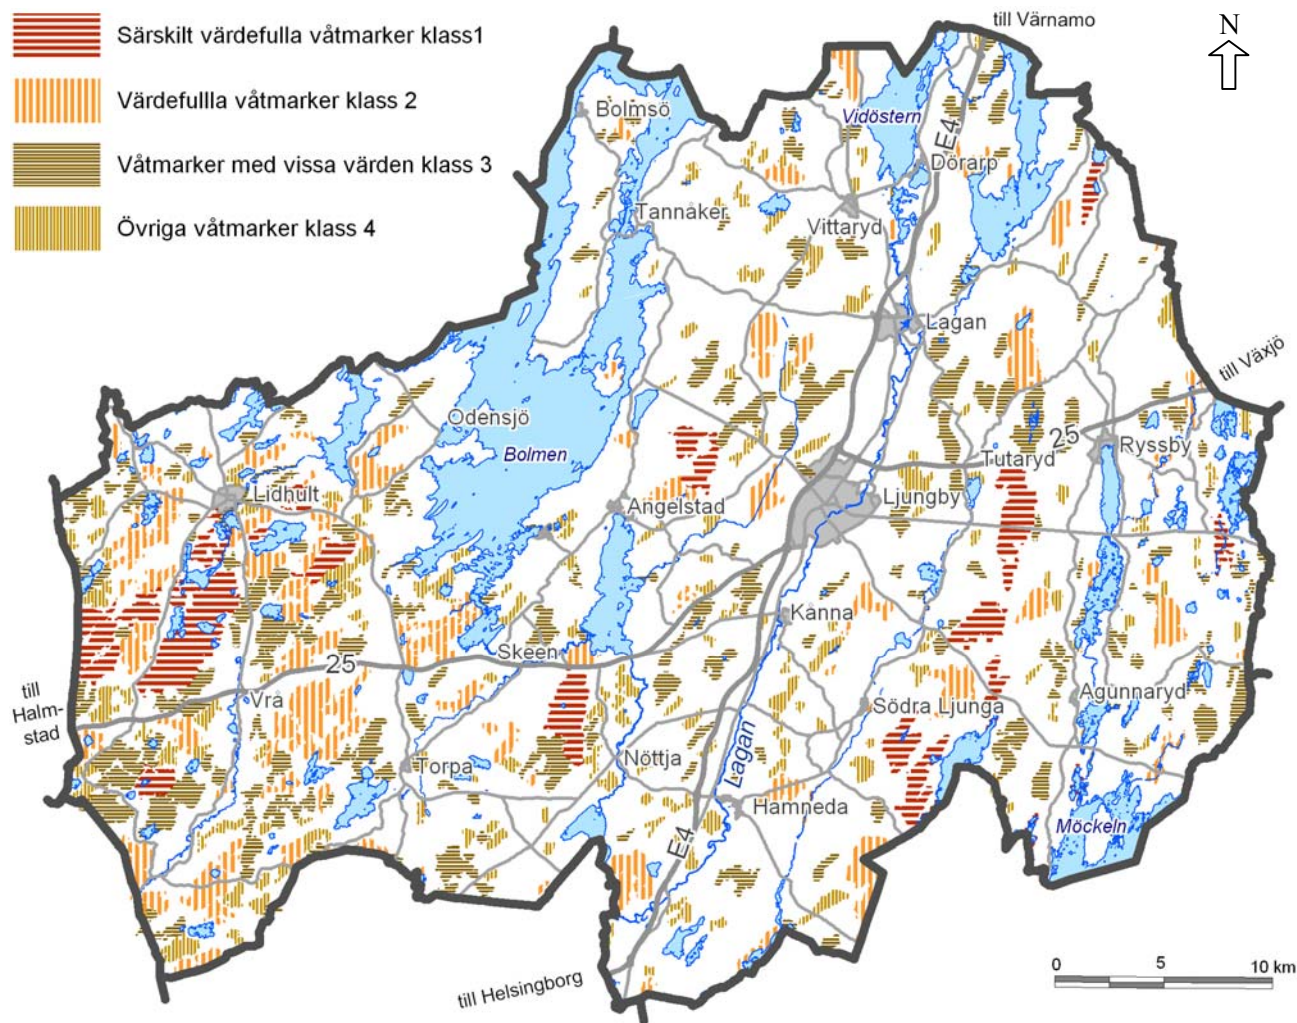 Särskilt värdefulla våtmarker klass1
Värdefullla våtmarker klass 2
Våtmarker med vissa värden klass 3
Övriga våtmarker klass 4
till Värnamo
N
Bolmsö
Vidöstern
E4
Dörarp
Tannåker
Vittaryd
Lagan
till Växjö
Odensjö
Bolmen
25
Ryssby
Tutaryd
Lidhult
Angelstad
Ljungby
Kånna
Skeen
25
till
Halm-
stad
Vrå
Agunnaryd
Södra Ljunga
Lagan
Torpa
Nöttja
Hamneda
Möckeln
E4
till Helsingborg
0 5 10 km